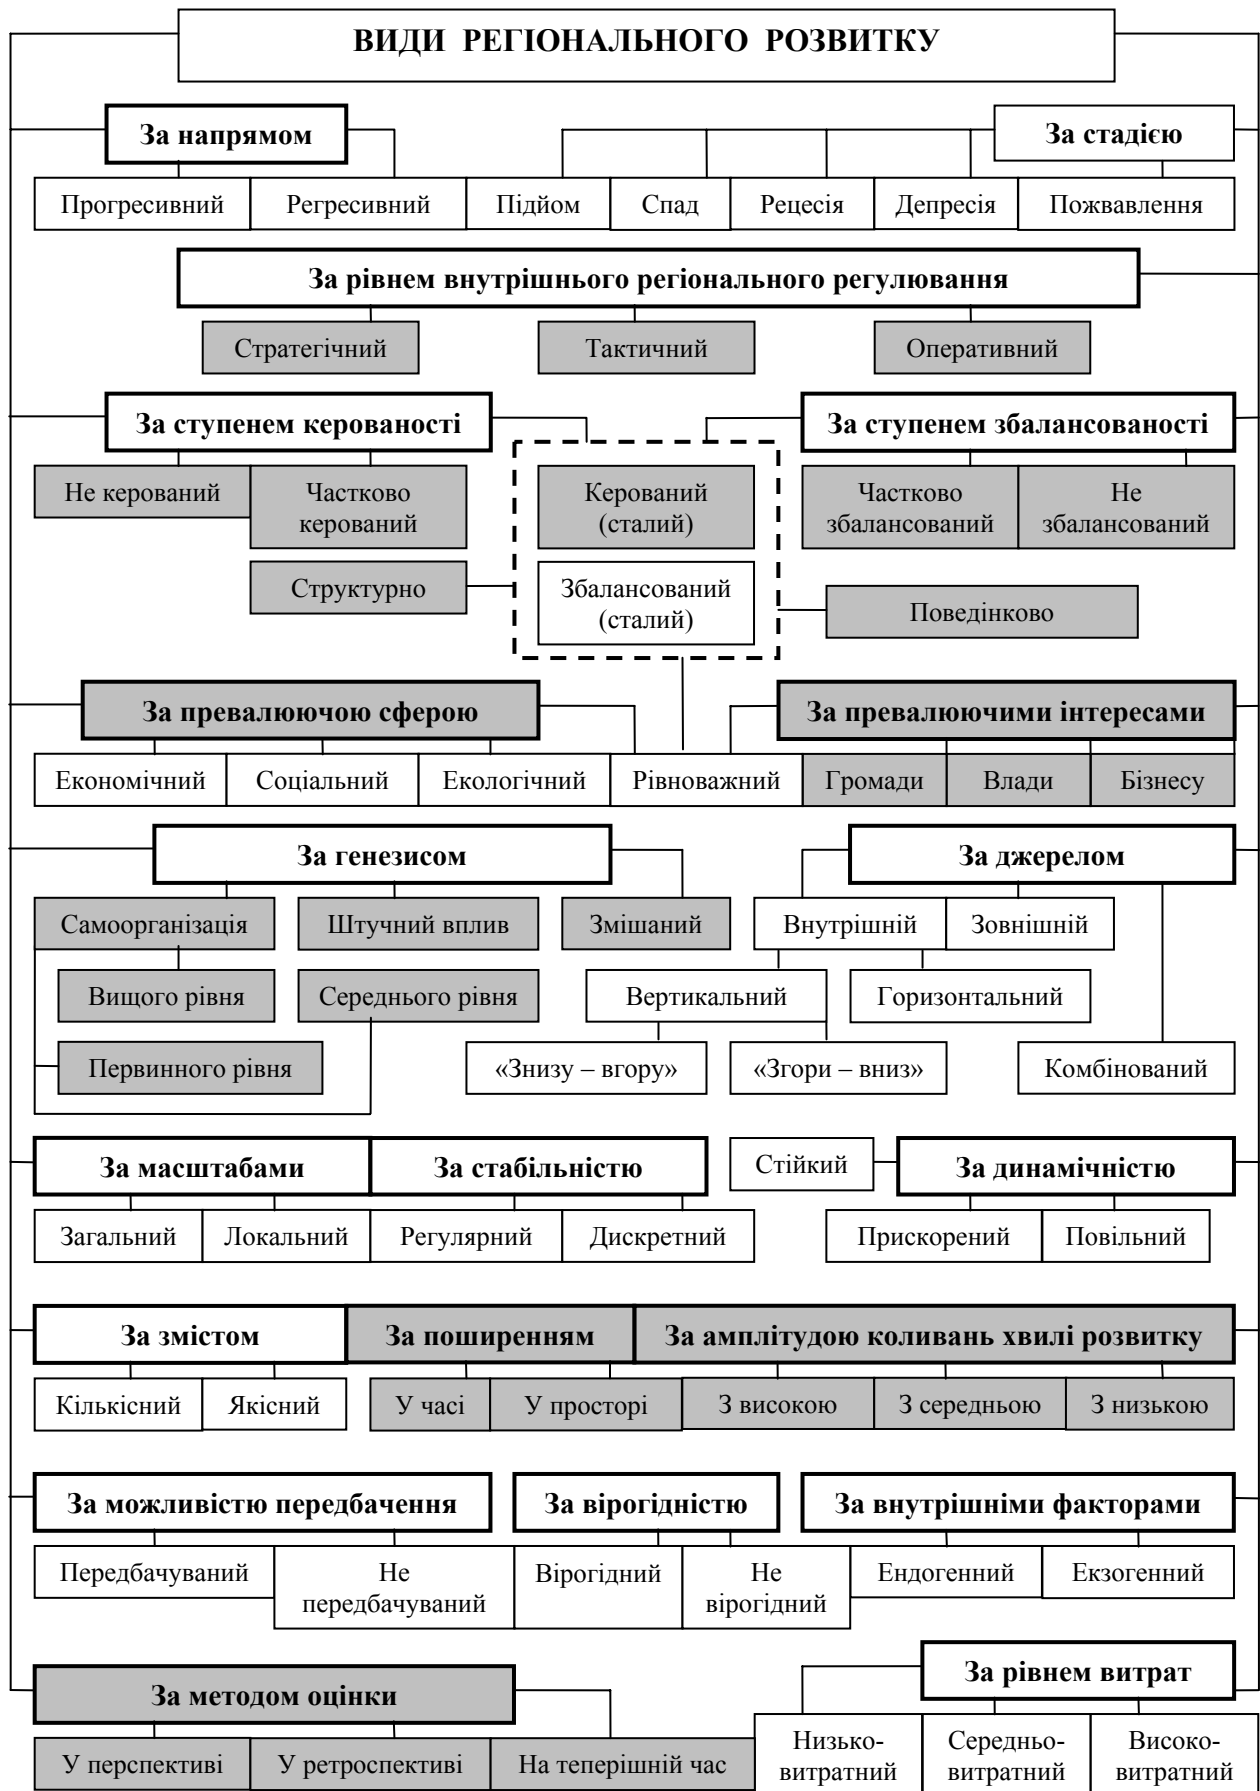 ВИДИ РЕГІОНАЛЬНОГО РОЗВИТКУ
За напрямом
За стадією
Прогресивний
Регресивний
Підйом
Спад
Рецесія
Депресія
Пожвавлення
За рівнем внутрішнього регіонального регулювання
Стратегічний
Тактичний
Оперативний
За ступенем керованості
За ступенем збалансованості
Не керований
Частково
керований
Керований
(сталий)
Частково
збалансований
Не
збалансований
Структурно
Збалансований
(сталий)
Поведінково
За превалюючою сферою
За превалюючими інтересами
Економічний
Соціальний
Екологічний
Рівноважний
Громади
Влади
Бізнесу
За генезисом
За джерелом
Самоорганізація
Штучний вплив
Змішаний
Внутрішній
Зовнішній
Вищого рівня
Середнього рівня
Вертикальний
Горизонтальний
Первинного рівня
«Знизу – вгору»
«Згори – вниз»
Комбінований
За масштабами
За стабільністю
Стійкий
За динамічністю
Загальний
Локальний
Регулярний
Дискретний
Прискорений
Повільний
За змістом
За поширенням
За амплітудою коливань хвилі розвитку
Кількісний
Якісний
У часі
У просторі
З високою
З середньою
З низькою
За можливістю передбачення
За вірогідністю
За внутрішніми факторами
Передбачуваний
Не
передбачуваний
Вірогідний
Не
вірогідний
Ендогенний
Екзогенний
За методом оцінки
За рівнем витрат
У перспективі
У ретроспективі
На теперішній час
Низько-
витратний
Середньо-
витратний
Високо-
витратний